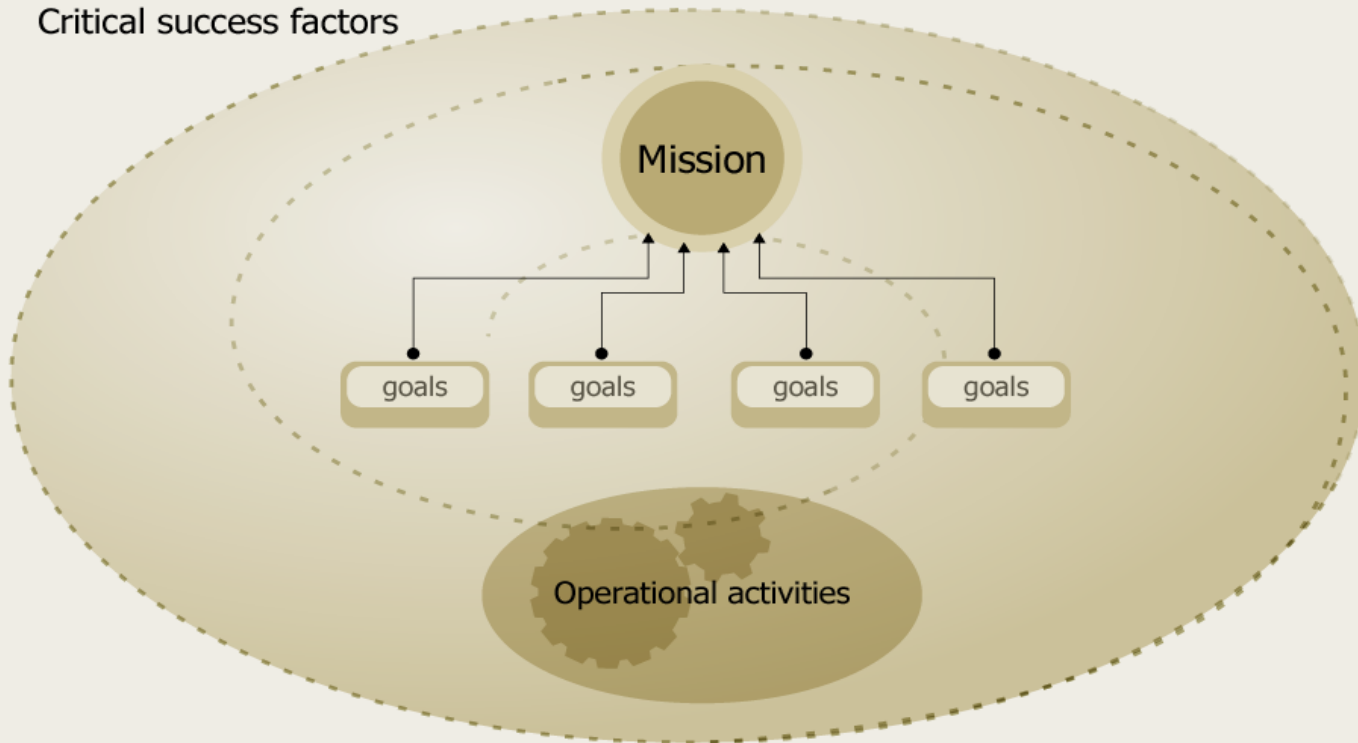 Critical success factors
Mission
goals
goals
goals
goals
Operational activities